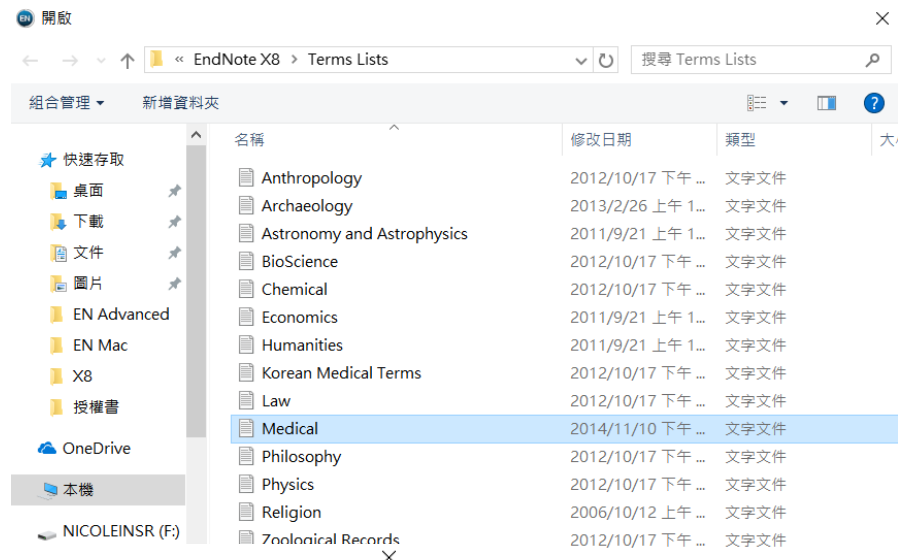 EN 開啟
« EndNote X8 > Terms Lists
搜尋 Terms Lists
組合管理 新增資料夾
?
名稱 修改日期 類型
快速存取
桌面
下載
文件
圖片
EN Advanced
EN Mac
X8
授權書
OneDrive
本機
NICOLEINSR (F:)
Anthropology 2012/10/17 下午 ... 文字文件
Archaeology 2013/2/26 上午 1... 文字文件
Astronomy and Astrophysics 2011/9/21 上午 1... 文字文件
BioScience 2012/10/17 下午 ... 文字文件
Chemical 2012/10/17 下午 ... 文字文件
Economics 2011/9/21 上午 1... 文字文件
Humanities 2011/9/21 上午 1... 文字文件
Korean Medical Terms 2012/10/17 下午 ... 文字文件
Law 2012/10/17 下午 ... 文字文件
Medical 2014/11/10 下午 ... 文字文件
Philosophy 2012/10/17 下午 ... 文字文件
Physics 2012/10/17 下午 ... 文字文件
Religion 2006/10/12 上午 ... 文字文件
Zoological Records 2012/10/17 下午 ... 文字文件